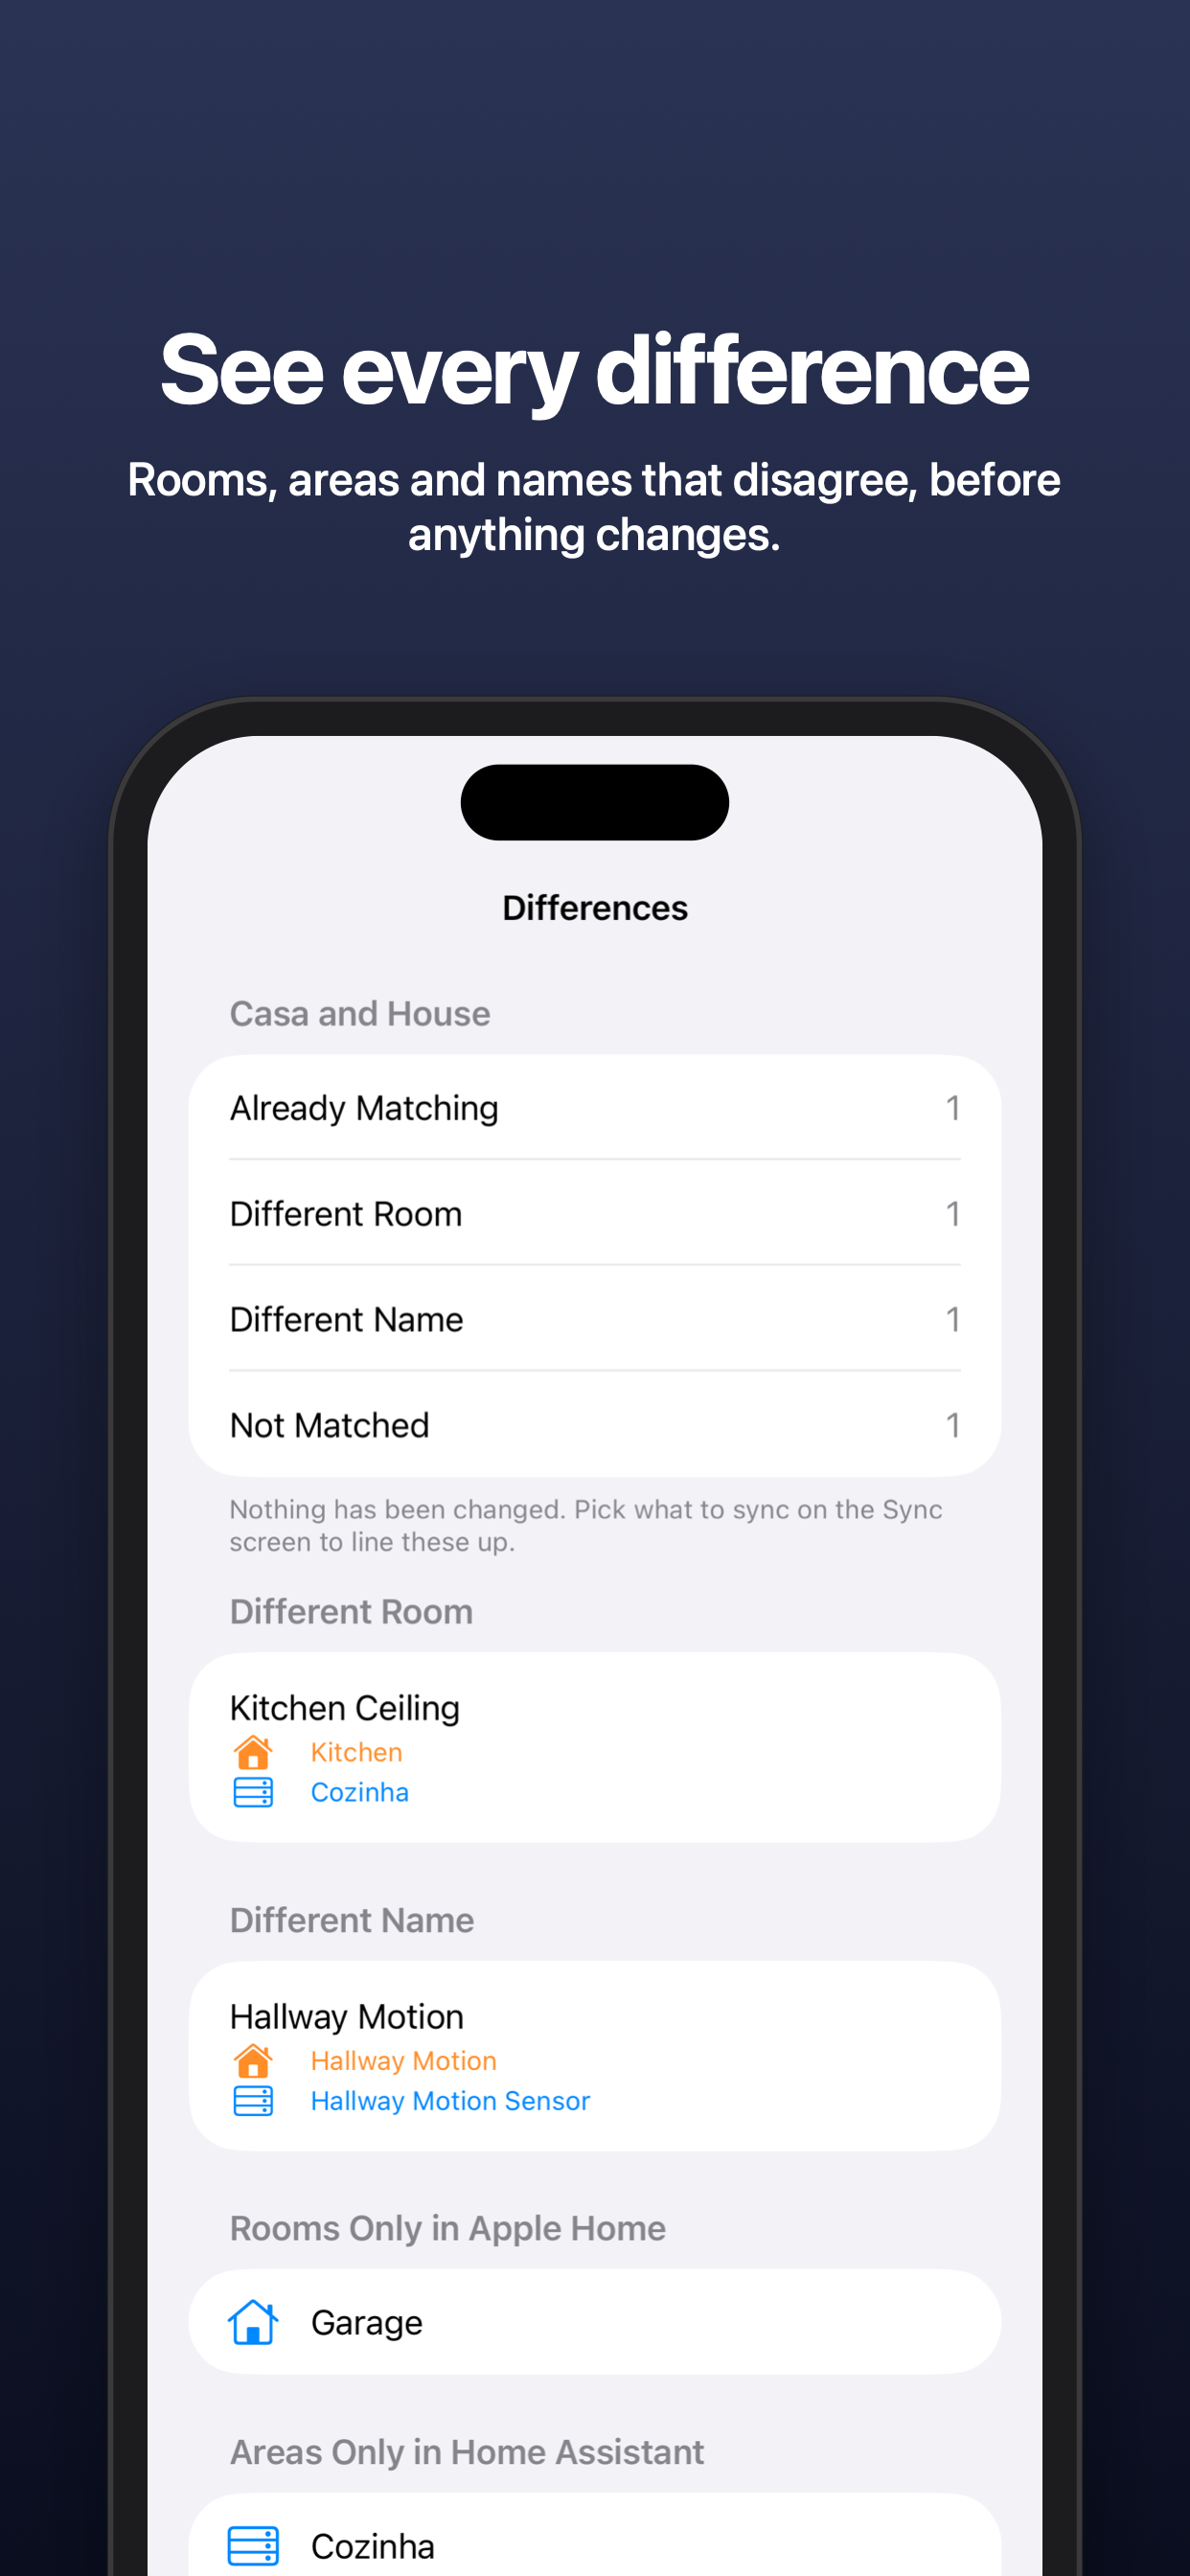 See every difference
Rooms, areas and names that disagree, before
anything changes.
Differences
Casa and House
Already Matching 1
Different Room 1
Different Name 1
Not Matched 1
Nothing has been changed. Pick what to sync on the Sync
screen to line these up.
Different Room
Kitchen Ceiling
Kitchen
Cozinha
Different Name
Hallway Motion
Hallway Motion
Hallway Motion Sensor
Rooms Only in Apple Home
Garage
Areas Only in Home Assistant
Cozinha